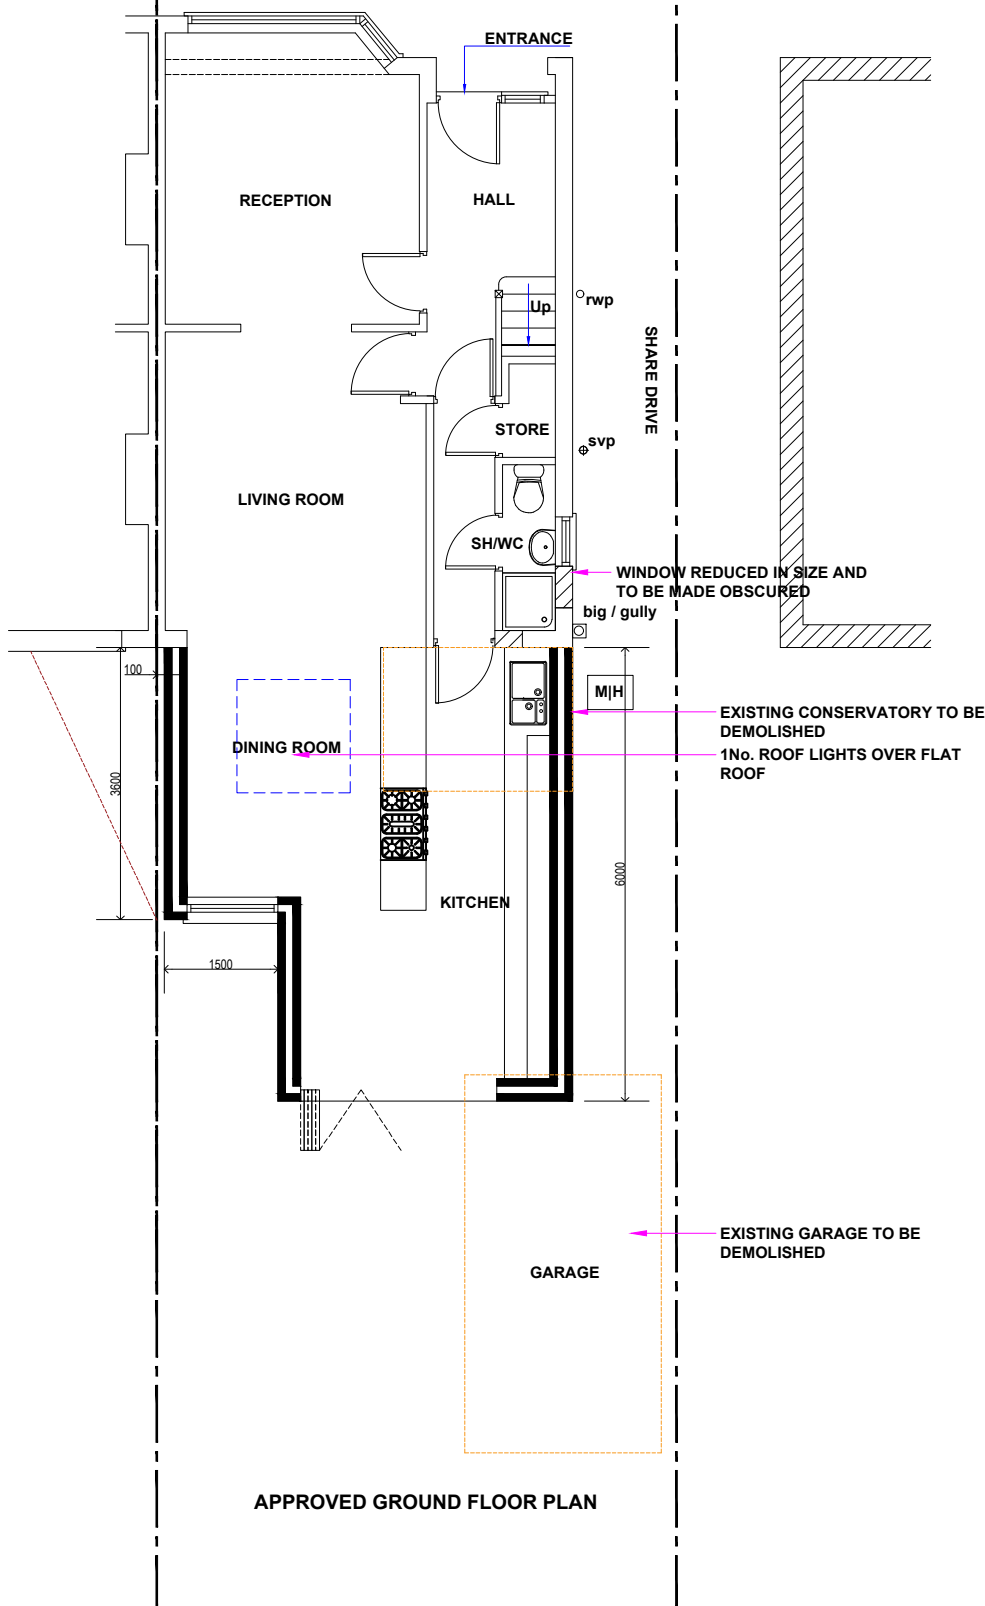 ENTRANCE
RECEPTION
HALL
Up
rwp
SHARE DRIVE
STORE
svp
LIVING ROOM
SH/WC
WINDOW REDUCED IN SIZE AND
TO BE MADE OBSCURED
big / gully
100
M|H
EXISTING CONSERVATORY TO BE
DEMOLISHED
DINING ROOM
1No. ROOF LIGHTS OVER FLAT
ROOF
3600
6000
KITCHEN
1500
EXISTING GARAGE TO BE
DEMOLISHED
GARAGE
APPROVED GROUND FLOOR PLAN